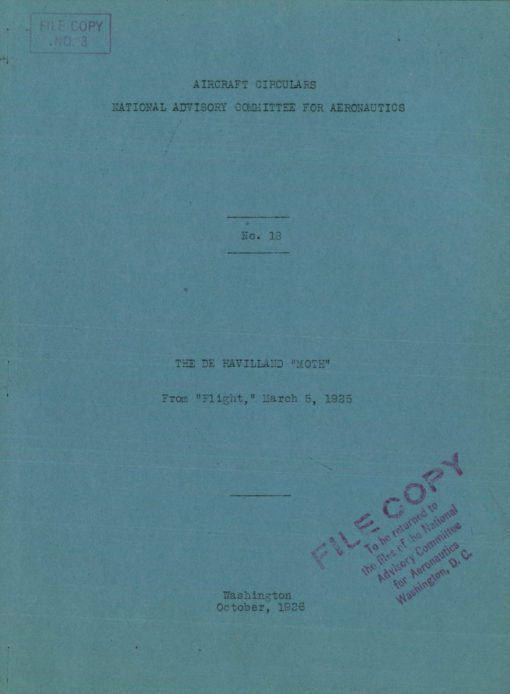 FILE COPY
NO. 3
AIRCRAFT CIRCULARS
NATIONAL ADVISORY COMMITTEE FOR AERONAUTICS
No. 18
THE DE HAVILLAND "MOTH"
From "Flight," March 5, 1925
FILE COPY
To be returned to
the files of the National
Advisory Committee
for Aeronautics
Washington, D. C.
Washington
October, 1926